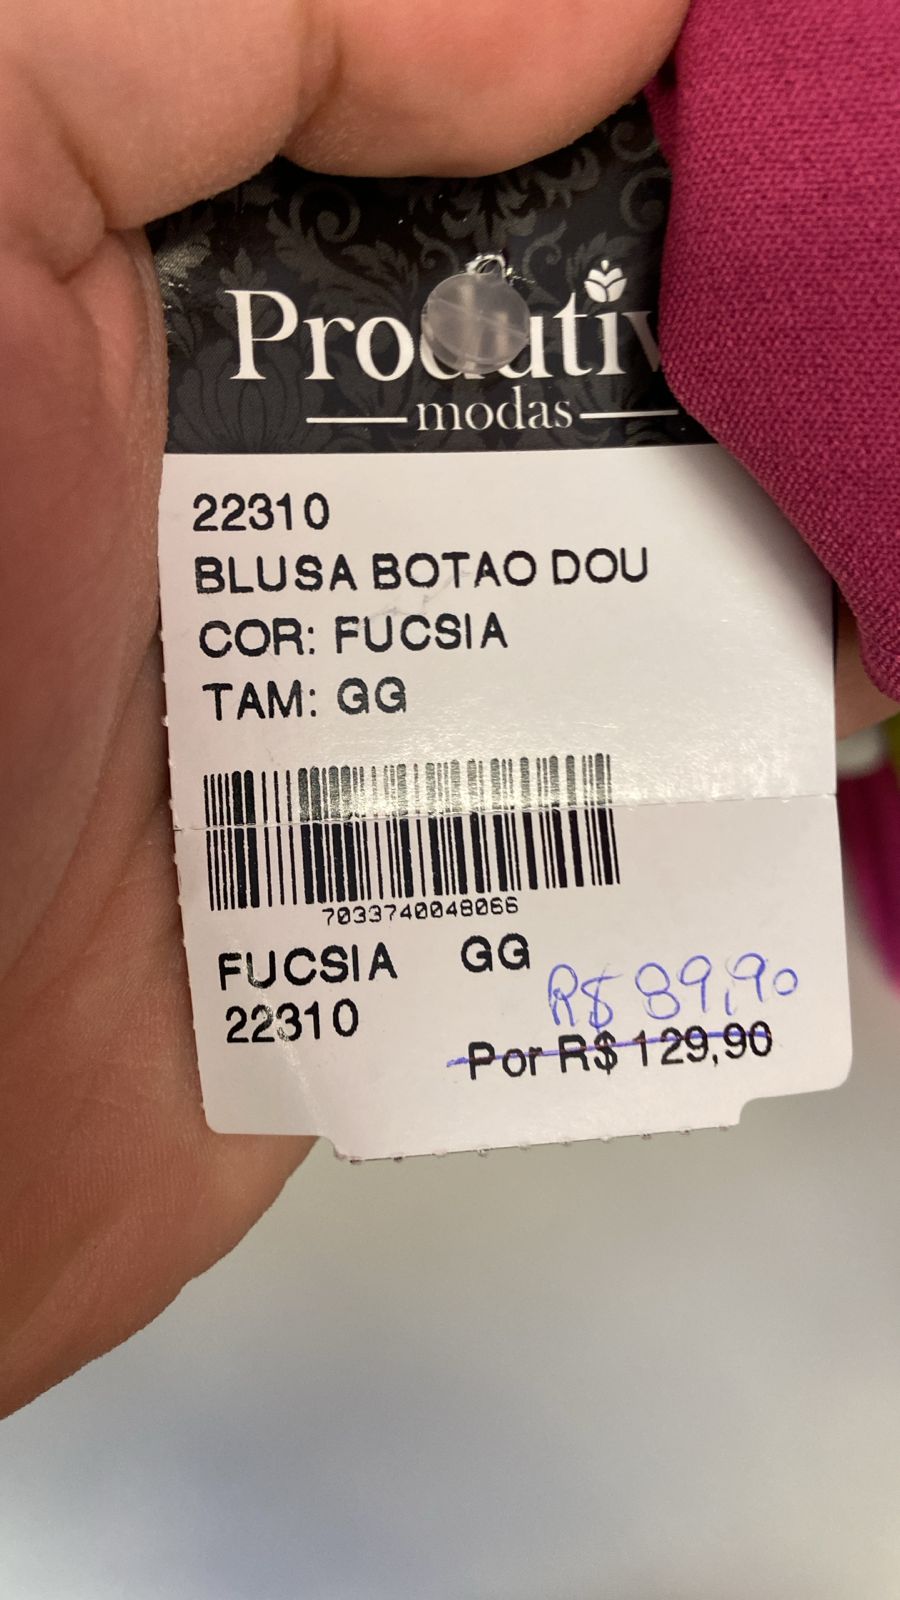 modas
22310
BLUSA BOTAO DOU
COR: FUCSIA
TAM: GG
7033740048066
FUCSIA GG
22310
R$ 89,90
Por R$ 129,90